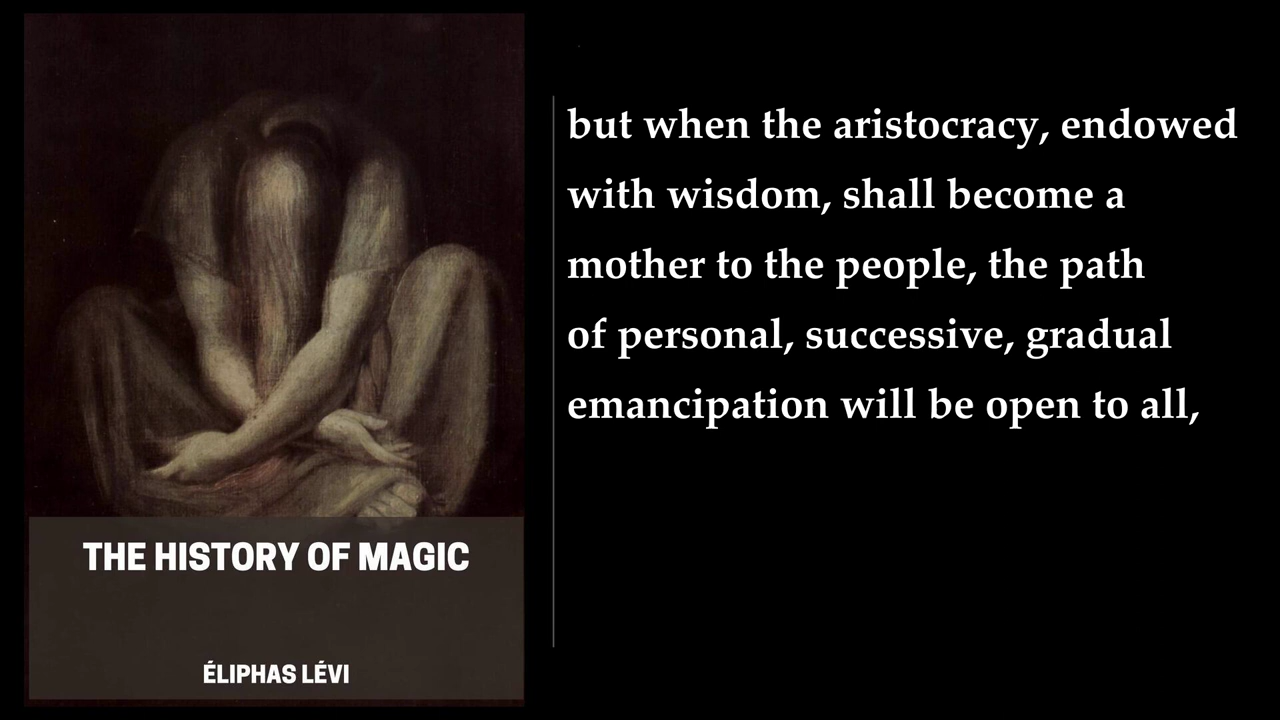 THE HISTORY OF MAGIC
ÉLIPHAS LÉVI
but when the aristocracy, endowed
with wisdom, shall become a
mother to the people, the path
of personal, successive, gradual
emancipation will be open to all,